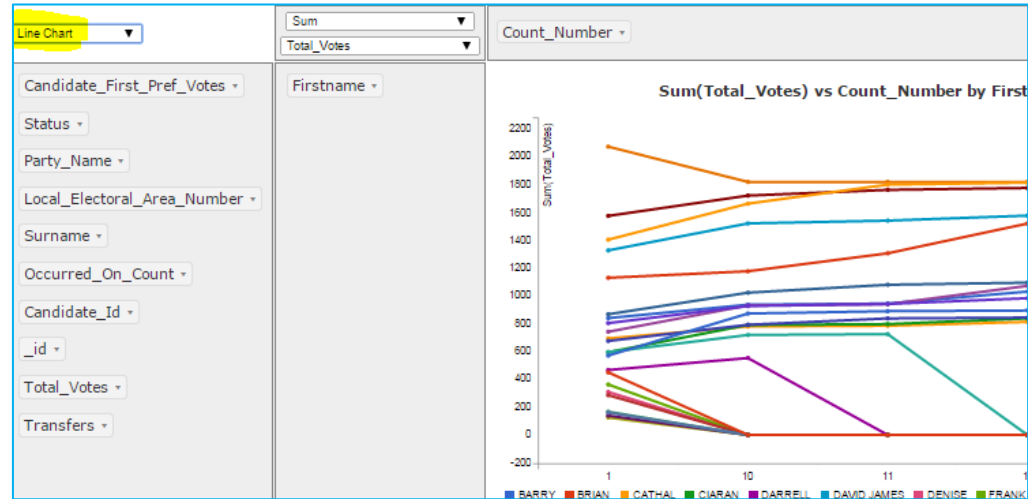 Line Chart
Sum
Total_Votes
Count_Number
Candidate_First_Pref_Votes
Status
Party_Name
Local_Electoral_Area_Number
Surname
Occurred_On_Count
Candidate_Id
_id
Total_Votes
Transfers
Firstname
Sum(Total_Votes) vs Count_Number by First
Sum(Total_Votes)
2200
2000
1800
1600
1400
1200
1000
800
600
400
200
0
-200
1 10 11 1
BARRY BRIAN CATHAL CIARAN DARRELL DAVID JAMES DENISE FRANK